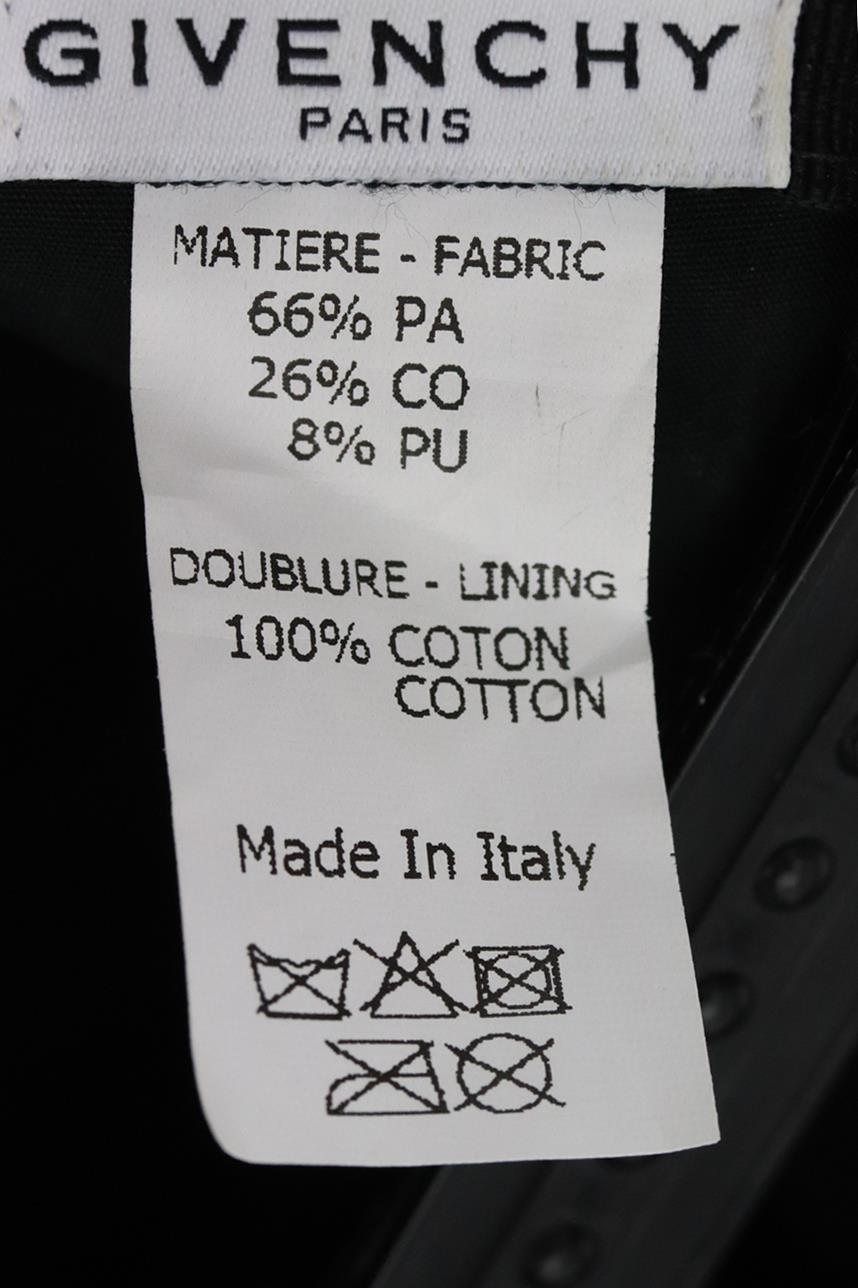 GIVENCHY
PARIS
MATIERE - FABRIC
66% PA
26% CO
8% PU
DOUBLURE - LINING
100% COTON
COTTON
Made In Italy